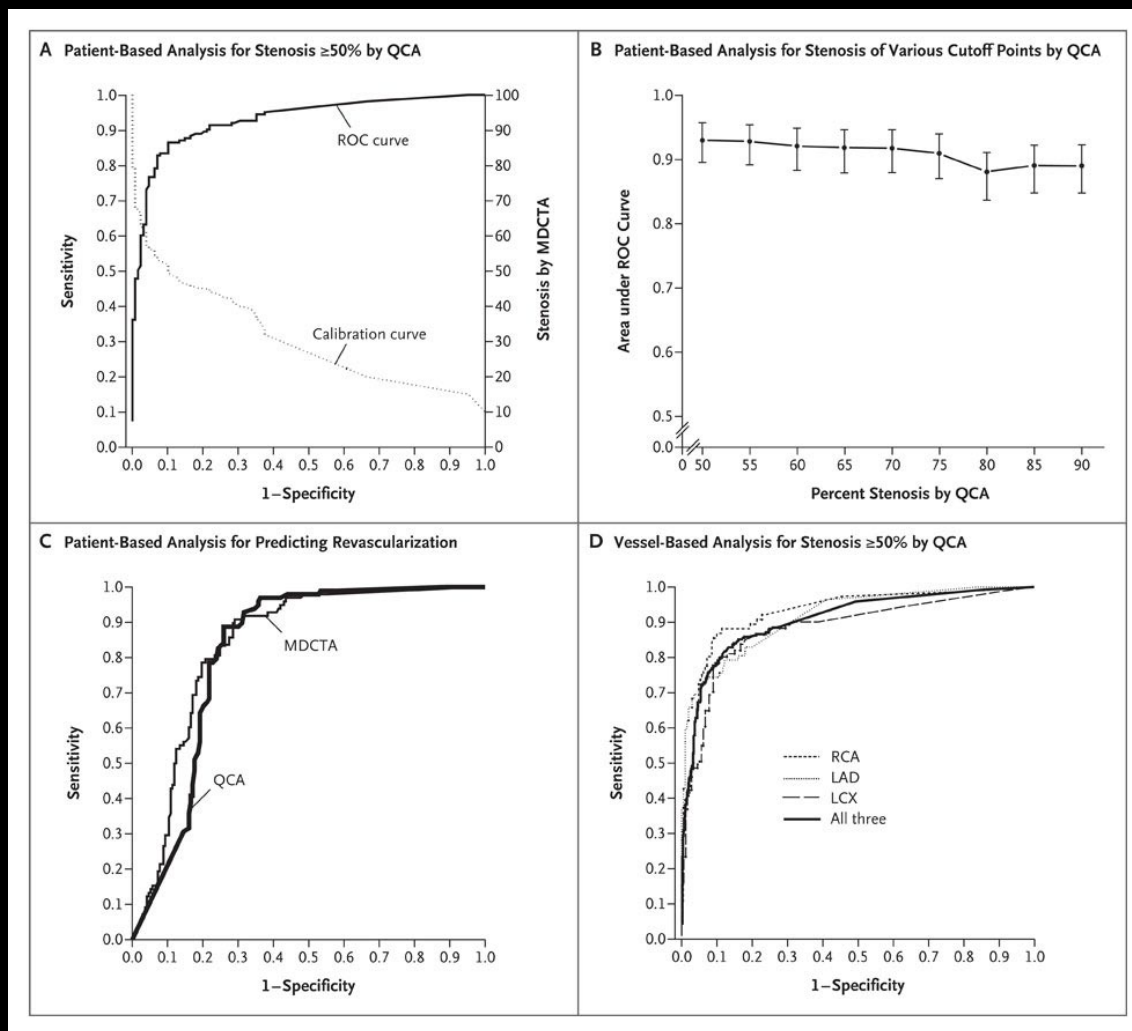 A Patient-Based Analysis for Stenosis ≥50% by QCA
1.0
0.9
0.8
0.7
0.6
0.5
0.4
0.3
0.2
0.1
0.0
Sensitivity
ROC curve
Calibration curve
100
90
80
70
60
50
40
30
20
10
0
Stenosis by MDCTA
0.0 0.1 0.2 0.3 0.4 0.5 0.6 0.7 0.8 0.9 1.0
1–Specificity
B Patient-Based Analysis for Stenosis of Various Cutoff Points by QCA
1.0
0.9
0.8
0.9
0.6
0.5
0.0
Area under ROC Curve
0 50 55 60 65 70 75 80 85 90
Percent Stenosis by QCA
C Patient-Based Analysis for Predicting Revascularization
1.0
0.9
0.8
0.7
0.6
0.5
0.4
0.3
0.2
0.1
0.0
Sensitivity
MDCTA
QCA
0.0 0.1 0.2 0.3 0.4 0.5 0.6 0.7 0.8 0.9 1.0
1–Specificity
D Vessel-Based Analysis for Stenosis ≥50% by QCA
1.0
0.9
0.8
0.7
0.6
0.5
0.4
0.3
0.2
0.1
0.0
Sensitivity
RCA
LAD
LCX
All three
0.0 0.1 0.2 0.3 0.4 0.5 0.6 0.7 0.8 0.9 1.0
1–Specificity